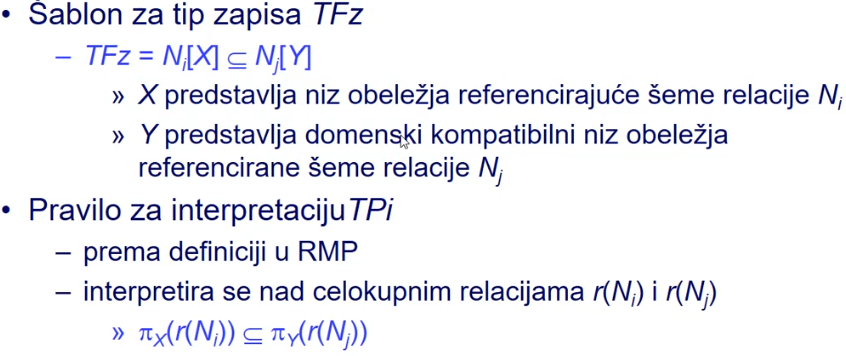 • Šablon za tip zapisa TFz
– TFz = Nᵢ[X] ⊆ Nⱼ[Y]
» X predstavlja niz obeležja referencirajuće šeme relacije Nᵢ
» Y predstavlja domenski kompatibilni niz obeležja
referencirane šeme relacije Nⱼ
• Pravilo za interpretacijuTPi
– prema definiciji u RMP
– interpretira se nad celokupnim relacijama r(Nᵢ) i r(Nⱼ)
» πX(r(Nᵢ)) ⊆ πY(r(Nⱼ))